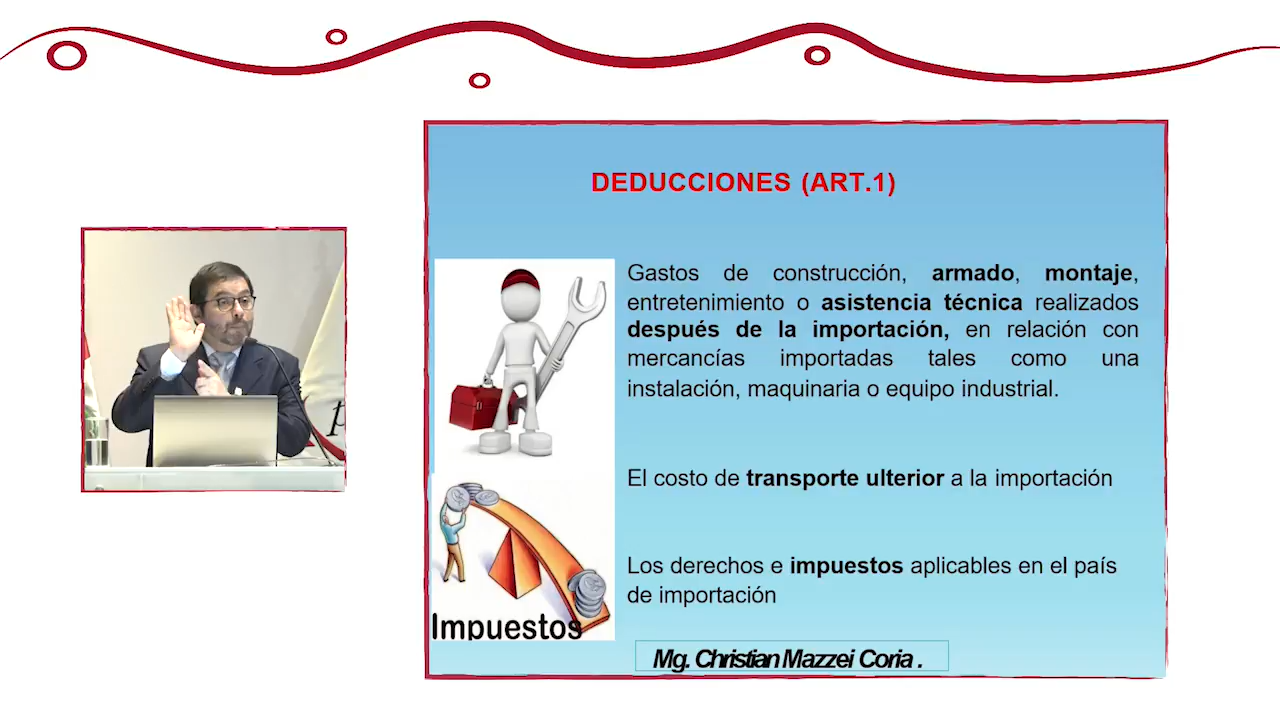 DEDUCCIONES (ART.1)
Gastos de construcción, armado, montaje,
entretenimiento o asistencia técnica realizados
después de la importación, en relación con
mercancías importadas tales como una
instalación, maquinaria o equipo industrial.
El costo de transporte ulterior a la importación
Los derechos e impuestos aplicables en el país
de importación
Impuestos
Mg. Christian Mazzei Coria .